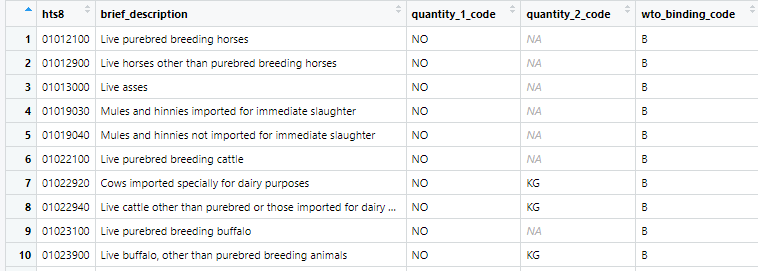 hts8 brief_description quantity_1_code quantity_2_code wto_binding_code
1 01012100 Live purebred breeding horses NO NA B
2 01012900 Live horses other than purebred breeding horses NO NA B
3 01013000 Live asses NO NA B
4 01019030 Mules and hinnies imported for immediate slaughter NO NA B
5 01019040 Mules and hinnies not imported for immediate slaughter NO NA B
6 01022100 Live purebred breeding cattle NO NA B
7 01022920 Cows imported specially for dairy purposes NO KG B
8 01022940 Live cattle other than purebred or those imported for dairy ... NO KG B
9 01023100 Live purebred breeding buffalo NO NA B
10 01023900 Live buffalo, other than purebred breeding animals NO KG B